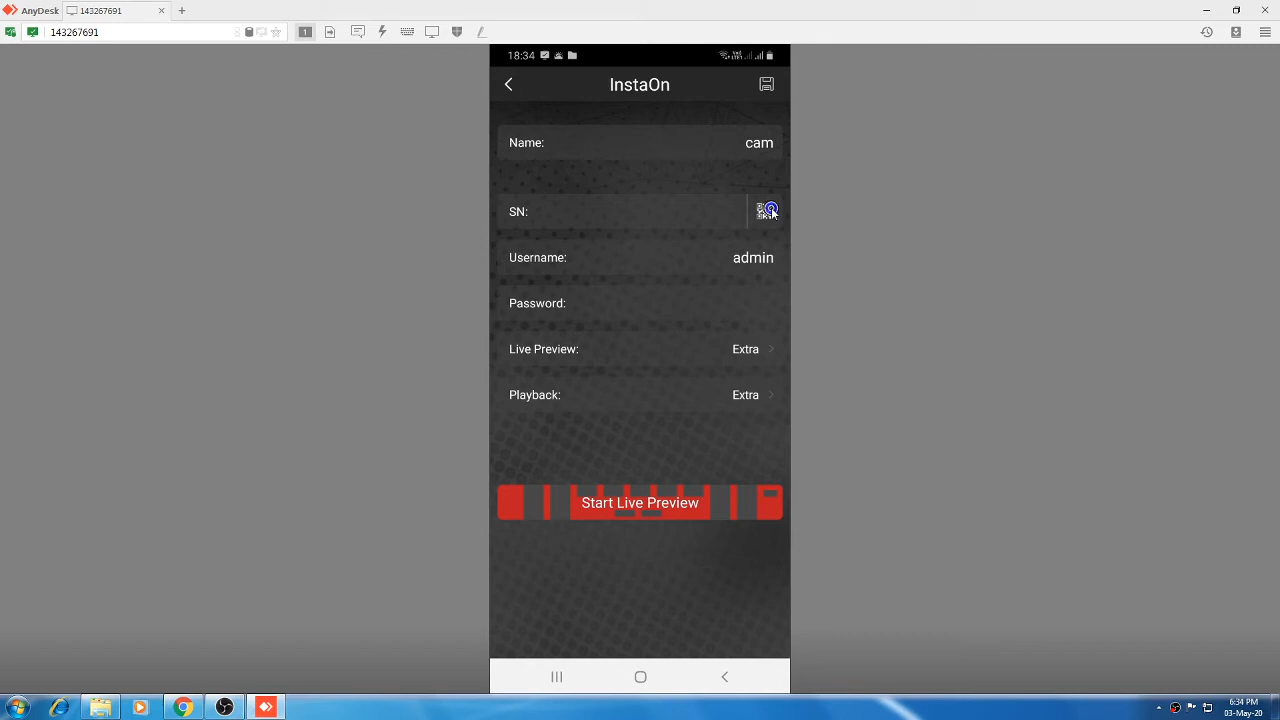 AnyDesk
143267691
143267691
1
18:34
InstaOn
Name:
cam
SN:
Username:
admin
Password:
Live Preview:
Extra
Playback:
Extra
Start Live Preview
6:34 PM
03-May-20